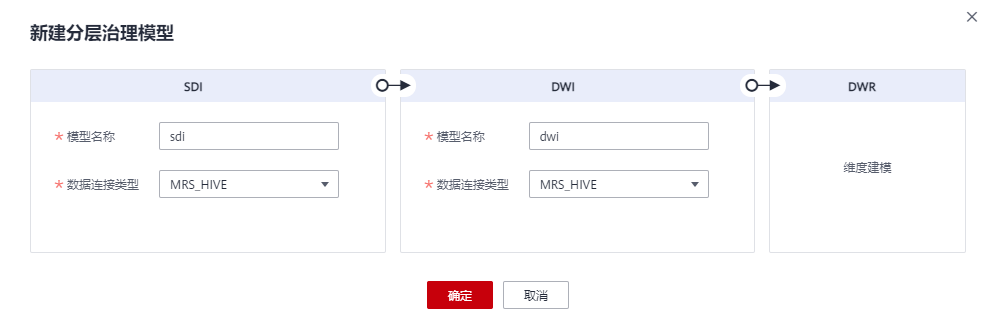 新建分层治理模型
SDI
* 模型名称 sdi
* 数据连接类型 MRS_HIVE
DWI
* 模型名称 dwi
* 数据连接类型 MRS_HIVE
DWR
维度建模
确定 取消